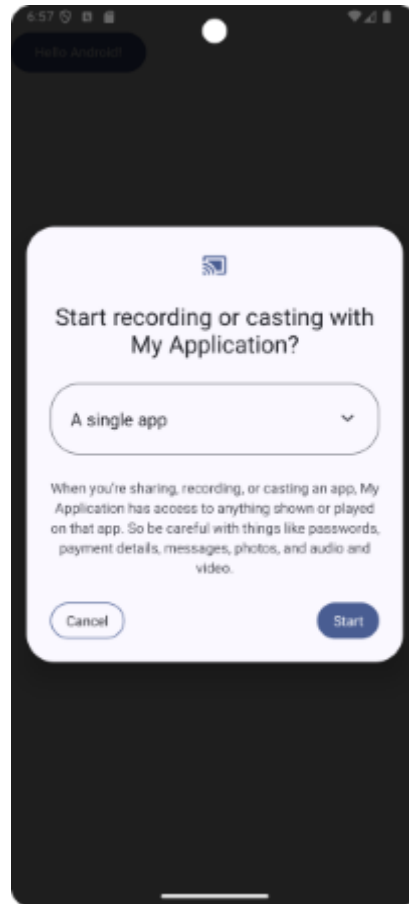 6:57
Hello Android!
Start recording or casting with
My Application?
A single app
When you're sharing, recording, or casting an app, My
Application has access to anything shown or played
on that app. So be careful with things like passwords,
payment details, messages, photos, and audio and
video.
Cancel
Start